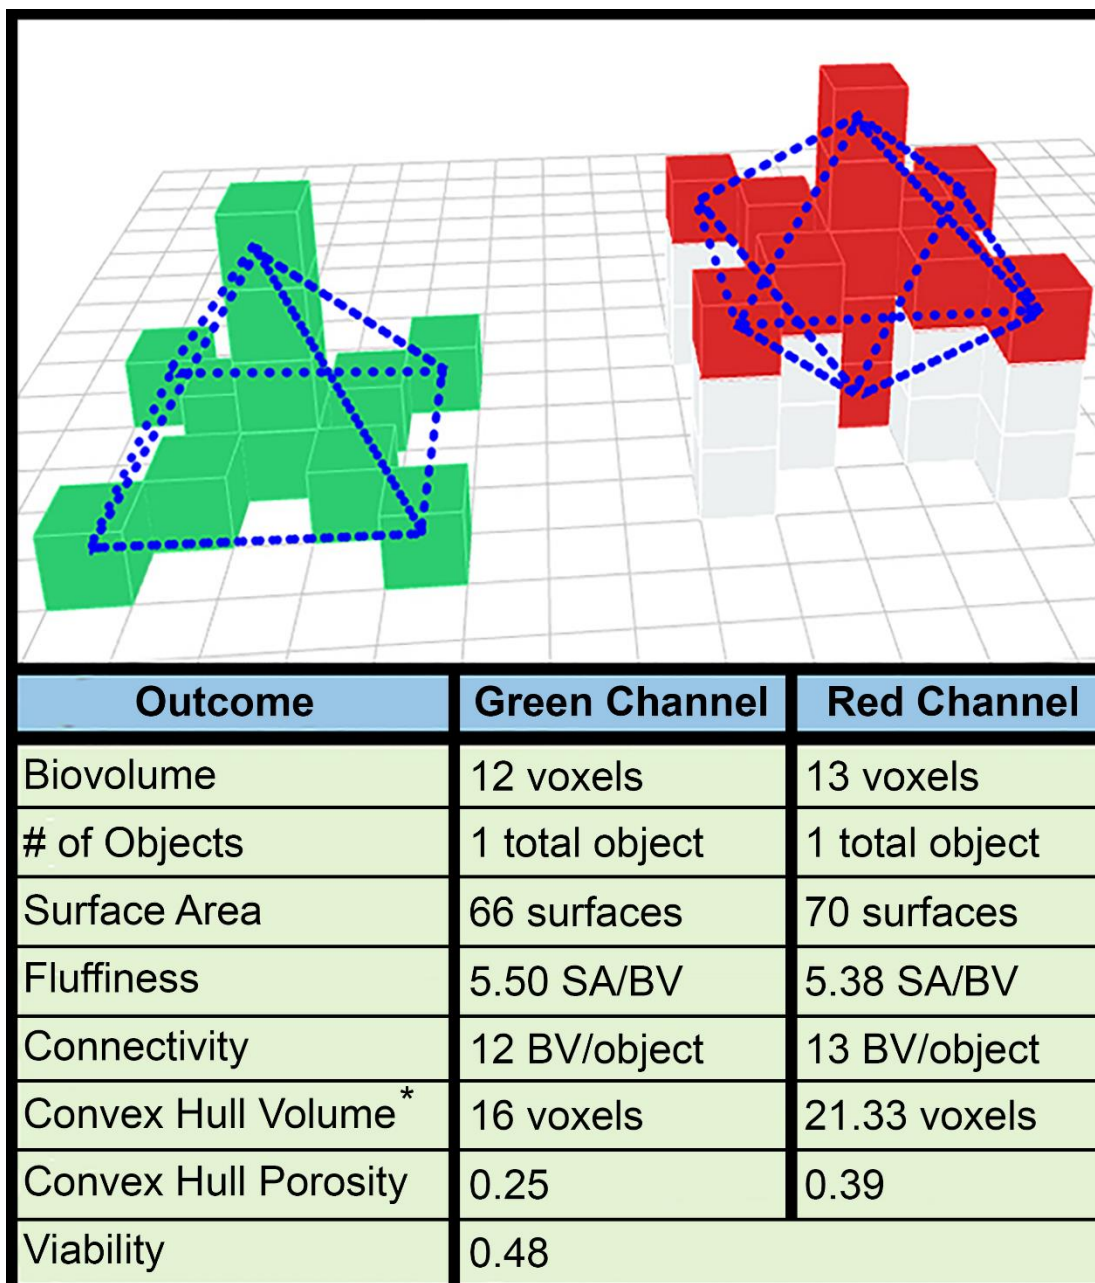 Outcome Green Channel Red Channel
Biovolume 12 voxels 13 voxels
# of Objects 1 total object 1 total object
Surface Area 66 surfaces 70 surfaces
Fluffiness 5.50 SA/BV 5.38 SA/BV
Connectivity 12 BV/object 13 BV/object
Convex Hull Volume* 16 voxels 21.33 voxels
Convex Hull Porosity 0.25 0.39
Viability 0.48